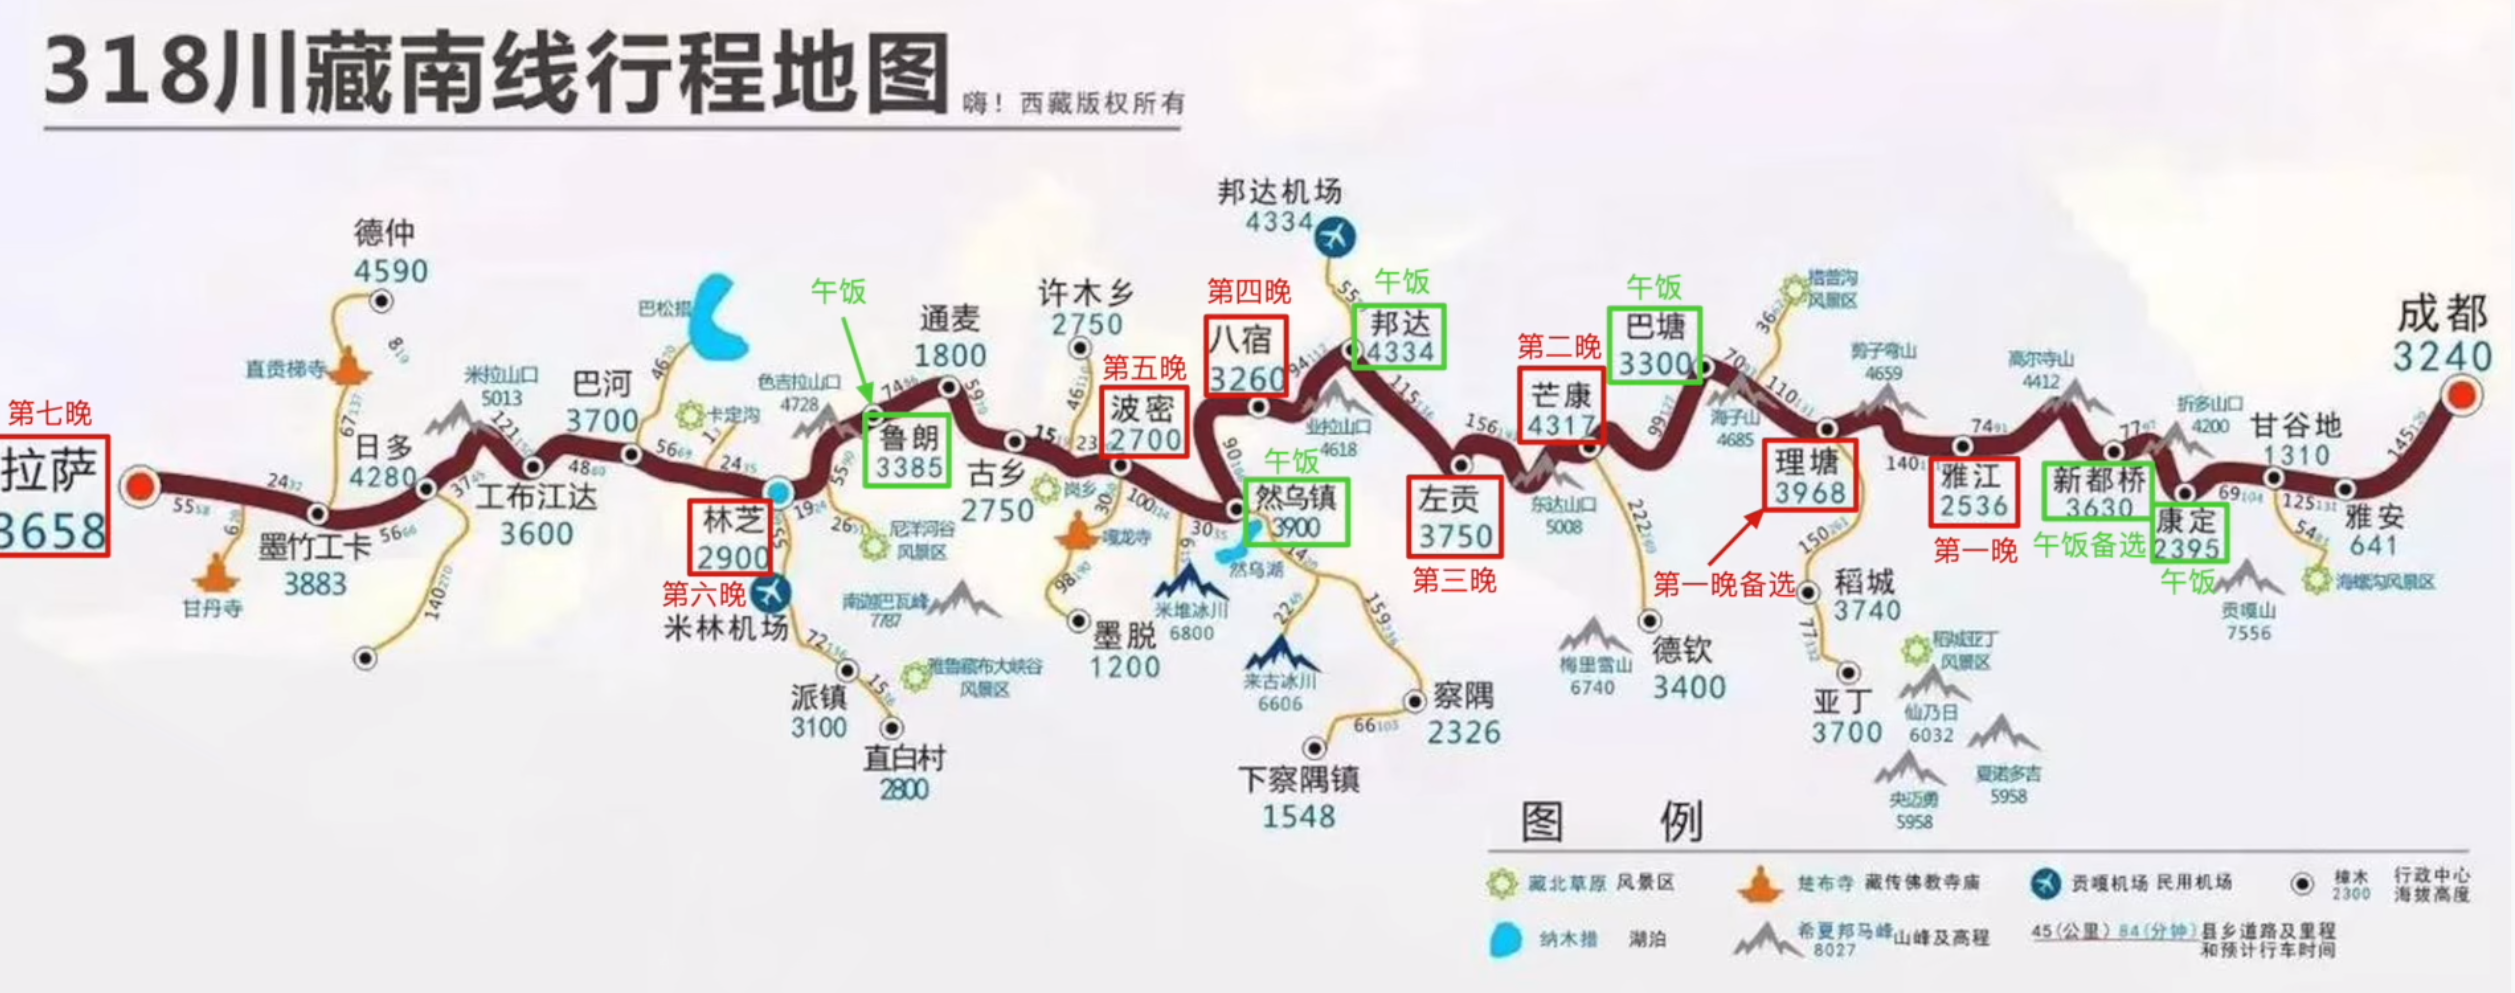 318川藏南线行程地图
嗨！西藏版权所有
邦达机场
4334
德仲
4590
午饭
午饭
午饭
措普沟
风景区
36
第四晚
许木乡
2750
巴松措
通麦
1800
八宿
3260
邦达
4334
55
第二晚
巴塘
3300
成都
3240
直贡梯寺
819
米拉山口
5013
巴河
3700
46
色吉拉山口
4728
74
59
46
第五晚
94
115
70
110
剪子弯山
4659
高尔寺山
4412
第七晚
67137
卡定沟
波密
2700
业拉山口
4618
芒康
4317
99127
海子山
4685
折多山口
4200
甘谷地
1310
拉萨
3658
日多
4280
121
5669
鲁朗
3385
15
23
156
7491
77
145
2432
3745
4860
2435
55
古乡
2750
岗乡
30
100
90
午饭
然乌镇
3900
理塘
3968
140
雅江
2536
新都桥
3630
69104
125131
5558
工布江达
3600
林芝
2900
19
26
尼洋河谷
风景区
嘎龙寺
30
然乌湖
左贡
3750
东达山口
5008
康定
2395
雅安
641
54
墨竹工卡
3883
5666
第六晚
第三晚
222
第一晚备选
150
第一晚
午饭备选
午饭
海螺沟风景区
甘丹寺
140270
米林机场
南迦巴瓦峰
7787
98
米堆冰川
6800
22
159
稻城
3740
贡嘎山
7556
72
墨脱
1200
梅里雪山
6740
德钦
3400
77
稻城亚丁
风景区
派镇
3100
15
雅鲁藏布大峡谷
风景区
来古冰川
6606
察隅
2326
亚丁
3700
仙乃日
6032
直白村
2800
66103
下察隅镇
1548
央迈勇
5958
夏诺多吉
5958
图 例
藏北草原 风景区
楚布寺 藏传佛教寺庙
贡嘎机场 民用机场
樟木
2300
行政中心
海拔高度
纳木措 湖泊
希夏邦马峰
8027
山峰及高程
45(公里) 84(分钟)
县乡道路及里程
和预计行车时间